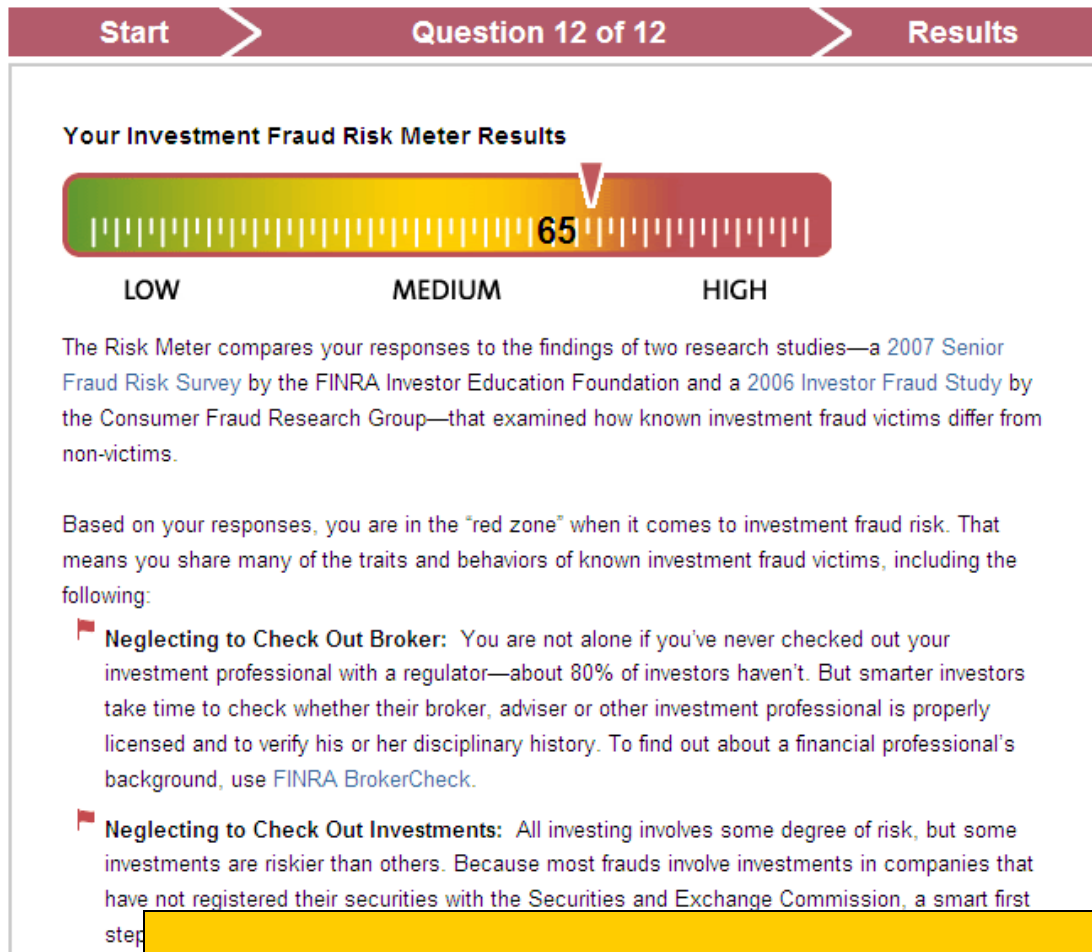 Start Question 12 of 12 Results
Your Investment Fraud Risk Meter Results
65
LOW MEDIUM HIGH
The Risk Meter compares your responses to the findings of two research studies—a 2007 Senior
Fraud Risk Survey by the FINRA Investor Education Foundation and a 2006 Investor Fraud Study by
the Consumer Fraud Research Group—that examined how known investment fraud victims differ from
non-victims.
Based on your responses, you are in the “red zone” when it comes to investment fraud risk. That
means you share many of the traits and behaviors of known investment fraud victims, including the
following:
Neglecting to Check Out Broker: You are not alone if you’ve never checked out your
investment professional with a regulator—about 80% of investors haven’t. But smarter investors
take time to check whether their broker, adviser or other investment professional is properly
licensed and to verify his or her disciplinary history. To find out about a financial professional’s
background, use FINRA BrokerCheck.
Neglecting to Check Out Investments: All investing involves some degree of risk, but some
investments are riskier than others. Because most frauds involve investments in companies that
have not registered their securities with the Securities and Exchange Commission, a smart first
step